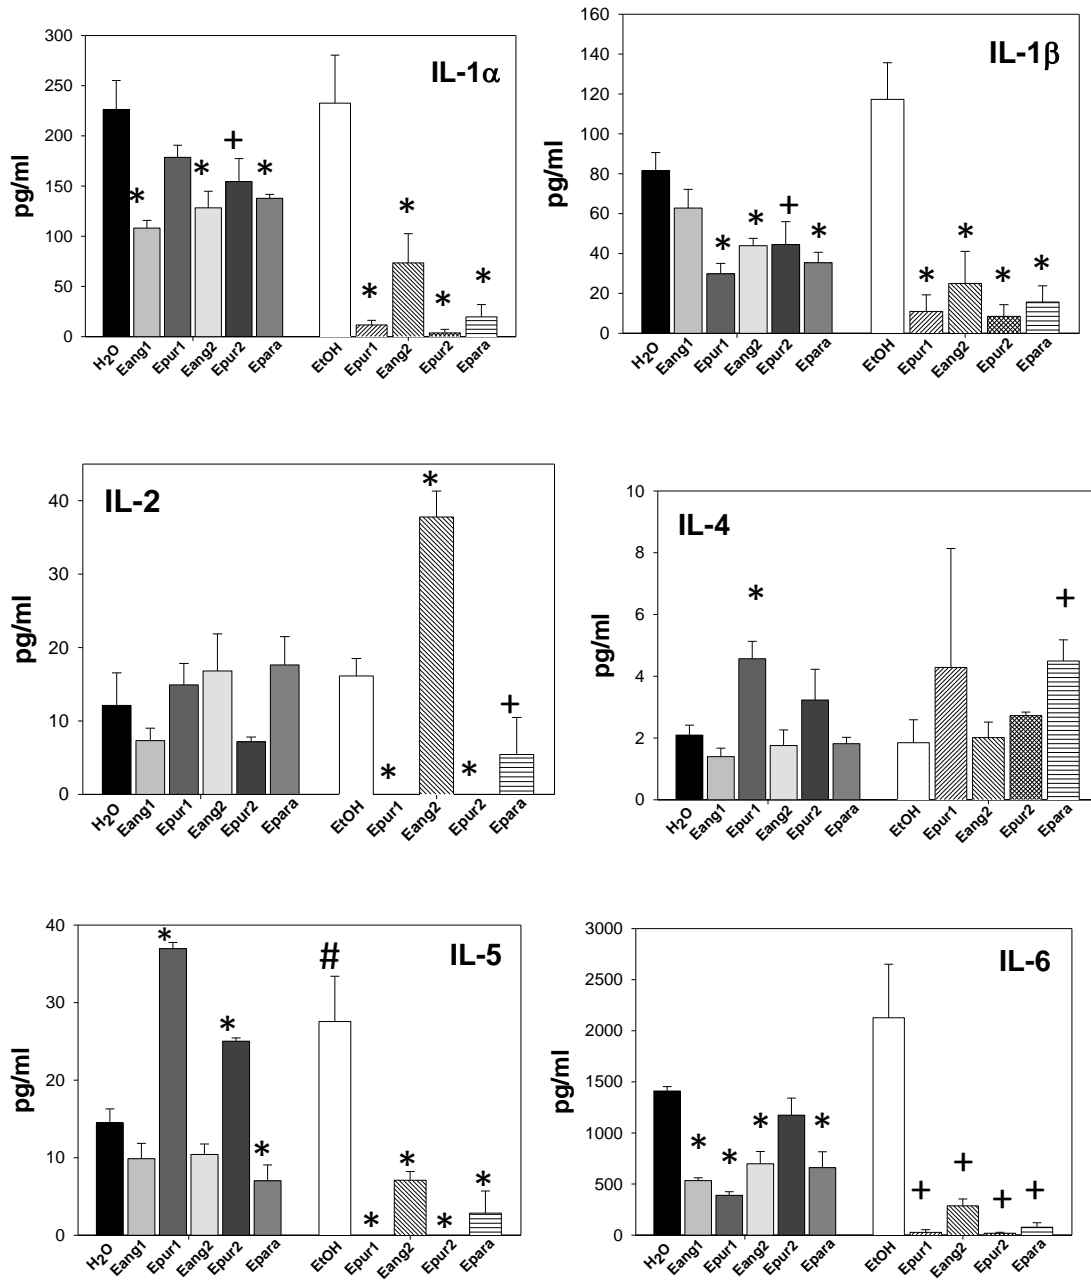 IL-1α
pg/ml
300
250
200
150
100
50
0
* * + * * * * *
H₂O Eang1 Epur1 Eang2 Epur2 Epara EtOH Epur1 Eang2 Epur2 Epara
IL-1β
pg/ml
160
140
120
100
80
60
40
20
0
* * + * * * * *
H₂O Eang1 Epur1 Eang2 Epur2 Epara EtOH Epur1 Eang2 Epur2 Epara
IL-2
pg/ml
40
30
20
10
0
* * * +
H₂O Eang1 Epur1 Eang2 Epur2 Epara EtOH Epur1 Eang2 Epur2 Epara
IL-4
pg/ml
10
8
6
4
2
0
* +
H₂O Eang1 Epur1 Eang2 Epur2 Epara EtOH Epur1 Eang2 Epur2 Epara
IL-5
pg/ml
40
30
20
10
0
* * * # * * * *
H₂O Eang1 Epur1 Eang2 Epur2 Epara EtOH Epur1 Eang2 Epur2 Epara
IL-6
pg/ml
3000
2500
2000
1500
1000
500
0
* * * * + + + +
H₂O Eang1 Epur1 Eang2 Epur2 Epara EtOH Epur1 Eang2 Epur2 Epara